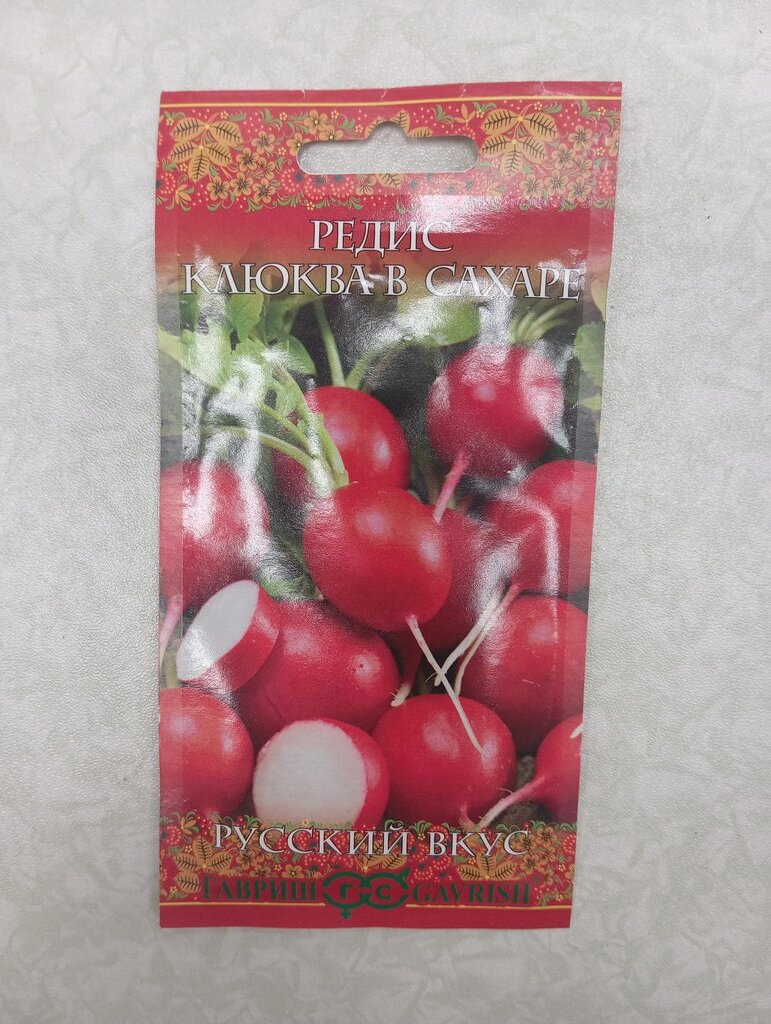 РЕДИС
КЛЮКВА В САХАРЕ
РУССКИЙ ВКУС
ГАВРИШ Г-С GAVRISH®